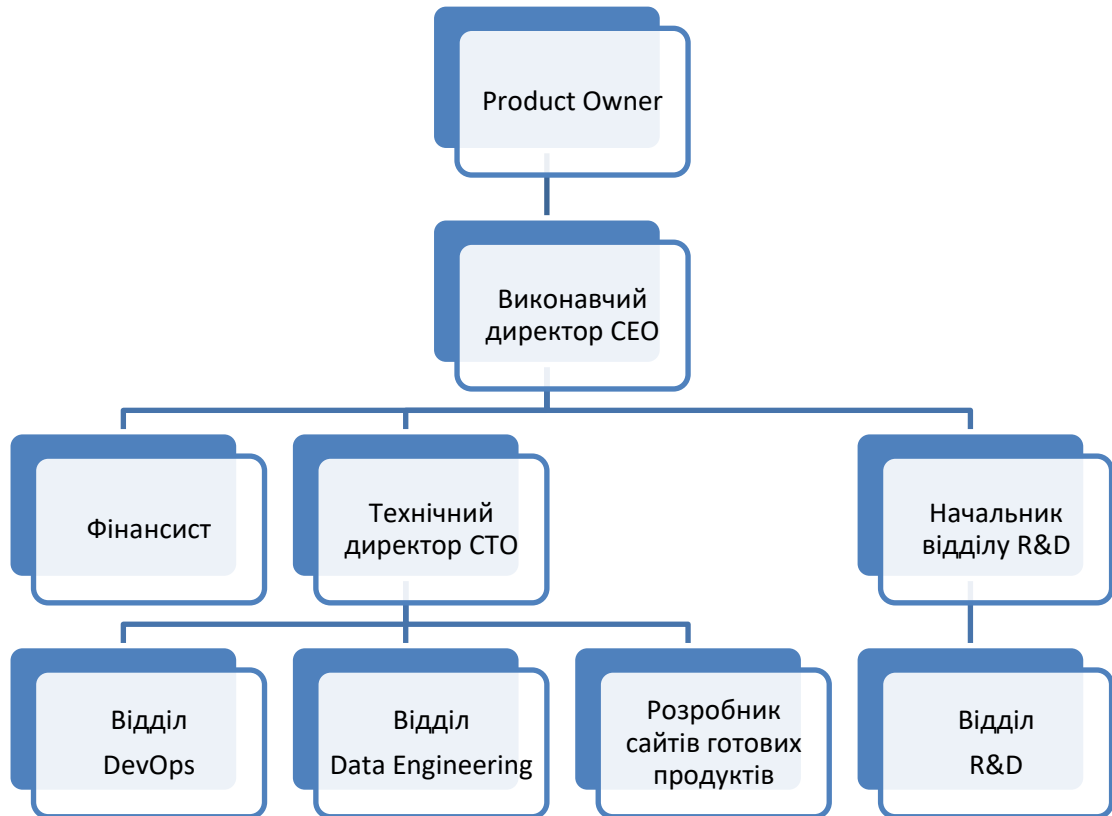 Product Owner
Виконавчий
директор CEO
Фінансист
Технічний
директор CTO
Начальник
відділу R&D
Відділ
DevOps
Відділ
Data Engineering
Розробник
сайтів готових
продуктів
Відділ
R&D